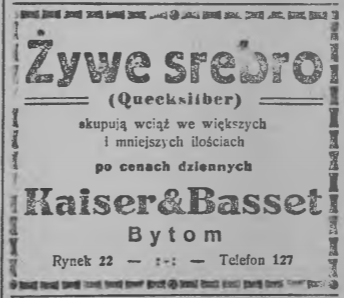 Żywe srebro
(Quecksilber)
skupują wciąż we większych
i mniejszych ilościach
po cenach dziennych
Kaiser&Basset
Bytom
Rynek 22 — :-: — Telefon 127